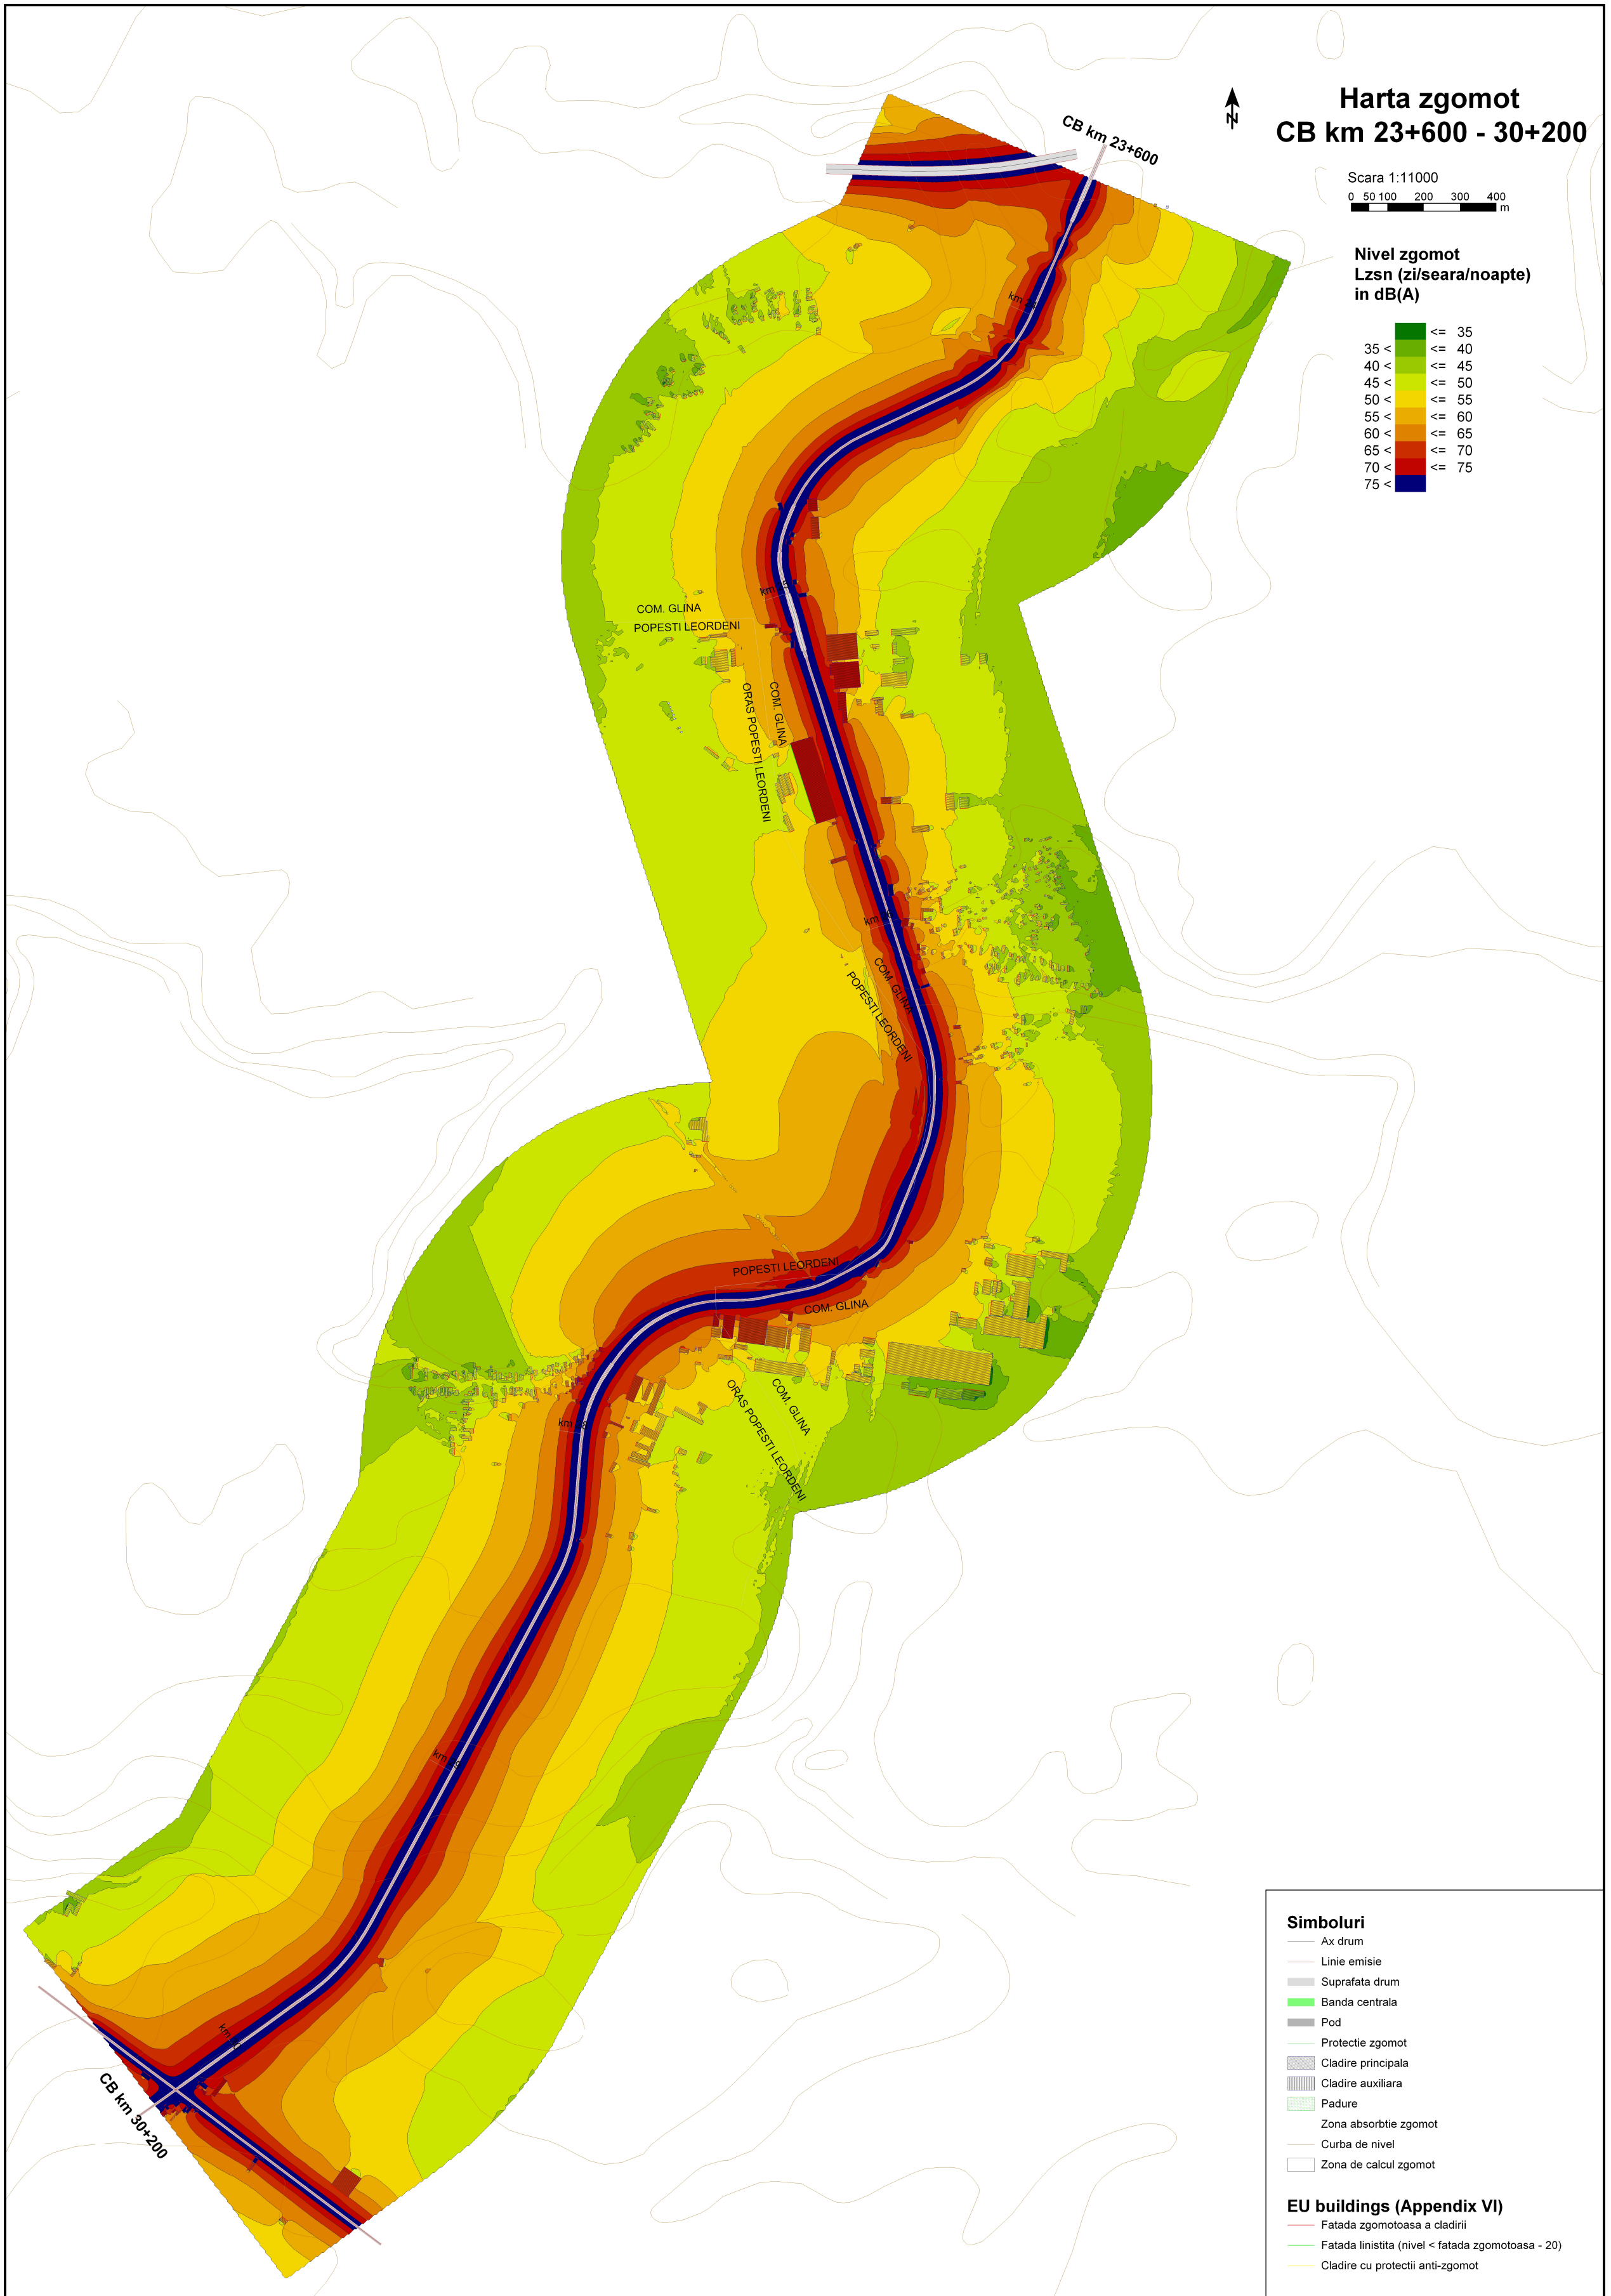 Harta zgomot
CB km 23+600 - 30+200
CB km 23+600
N
Scara 1:11000
0 50 100 200 300 400
m
Nivel zgomot
Lzsn (zi/seara/noapte)
in dB(A)
<= 35
35 < <= 40
40 < <= 45
45 < <= 50
50 < <= 55
55 < <= 60
60 < <= 65
65 < <= 70
70 < <= 75
75 <
km
km
COM. GLINA
POPESTI LEORDENI
COM. GLINA
ORAS POPESTI LEORDENI
km
COM. GLINA
POPESTI LEORDENI
POPESTI LEORDENI
COM. GLINA
COM. GLINA
ORAS POPESTI LEORDENI
km
km
km
CB km 30+200
Simboluri
Ax drum
Linie emisie
Suprafata drum
Banda centrala
Pod
Protectie zgomot
Cladire principala
Cladire auxiliara
Padure
Zona absorbtie zgomot
Curba de nivel
Zona de calcul zgomot
EU buildings (Appendix VI)
Fatada zgomotoasa a cladirii
Fatada linistita (nivel < fatada zgomotoasa - 20)
Cladire cu protectii anti-zgomot